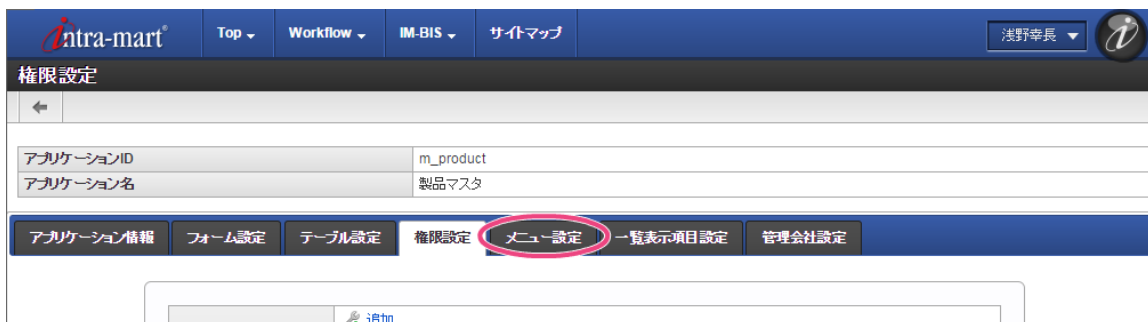 intra-mart® Top Workflow IM-BIS サイトマップ 浅野幸長
権限設定
アプリケーションID m_product
アプリケーション名 製品マスタ
アプリケーション情報 フォーム設定 テーブル設定 権限設定 メニュー設定 一覧表示項目設定 管理会社設定
追加